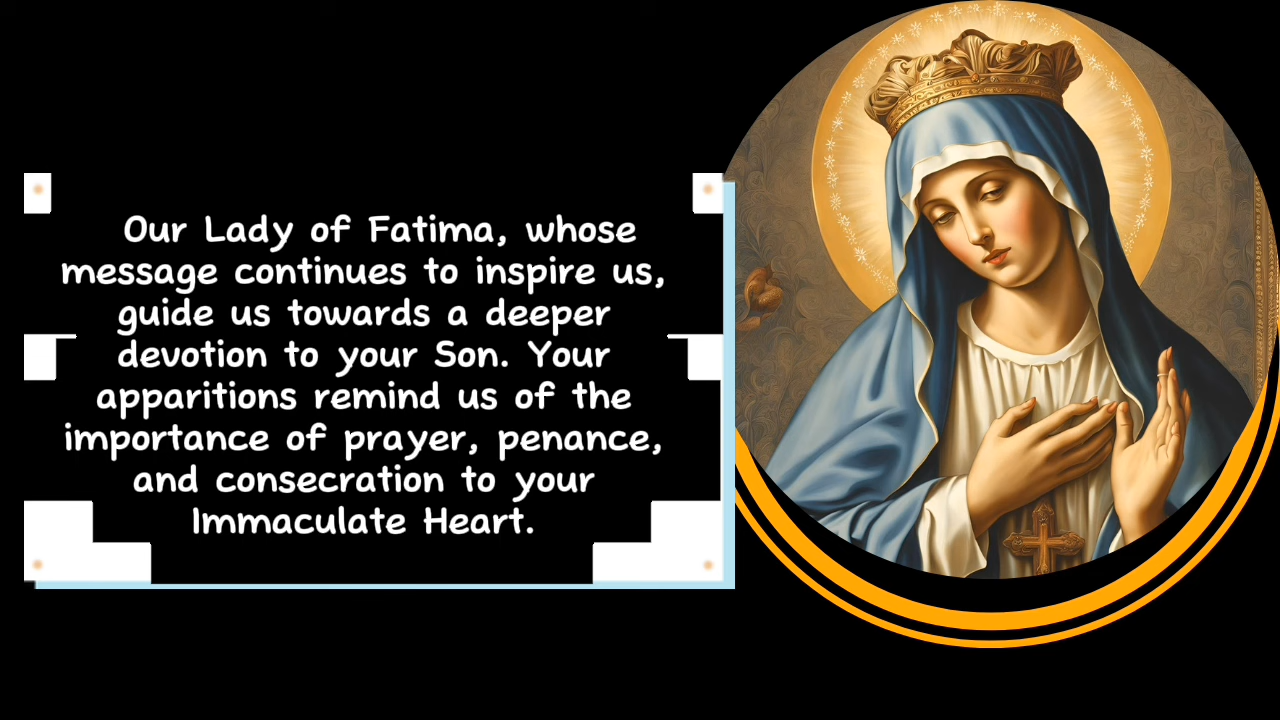 Our Lady of Fatima, whose
message continues to inspire us,
guide us towards a deeper
devotion to your Son. Your
apparitions remind us of the
importance of prayer, penance,
and consecration to your
Immaculate Heart.